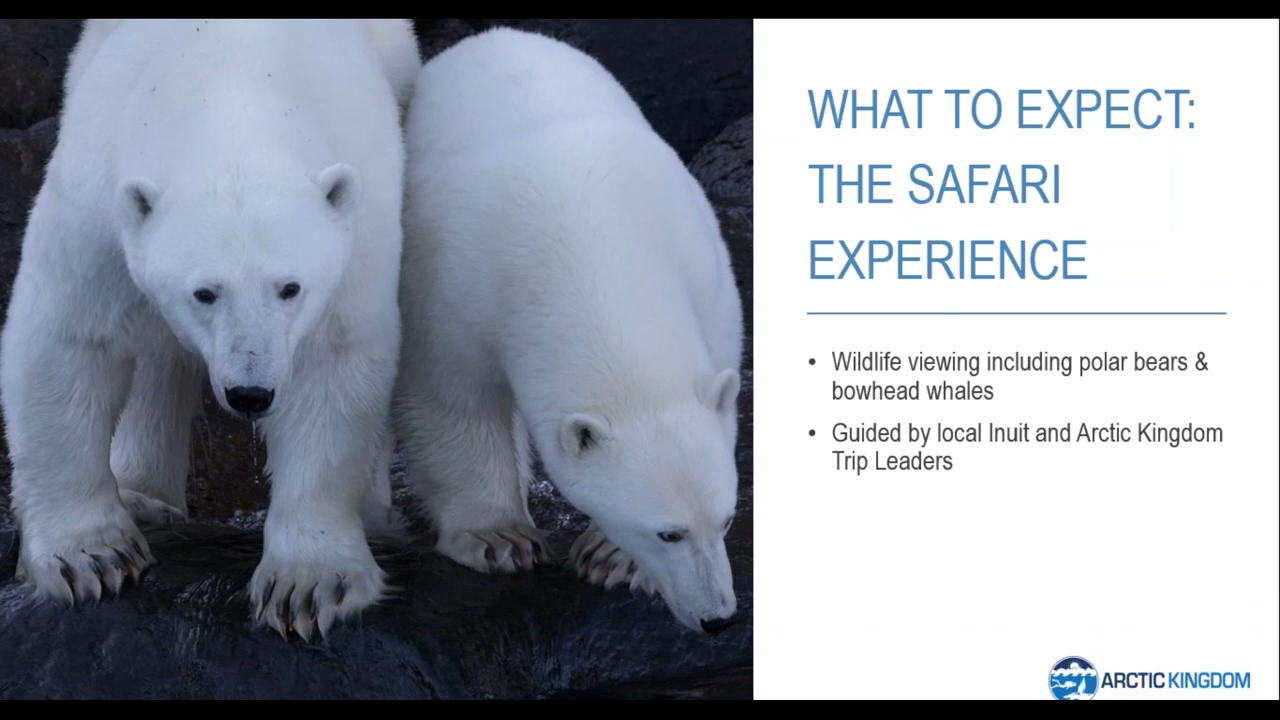 WHAT TO EXPECT:
THE SAFARI
EXPERIENCE
• Wildlife viewing including polar bears &
bowhead whales
• Guided by local Inuit and Arctic Kingdom
Trip Leaders
ARCTIC KINGDOM